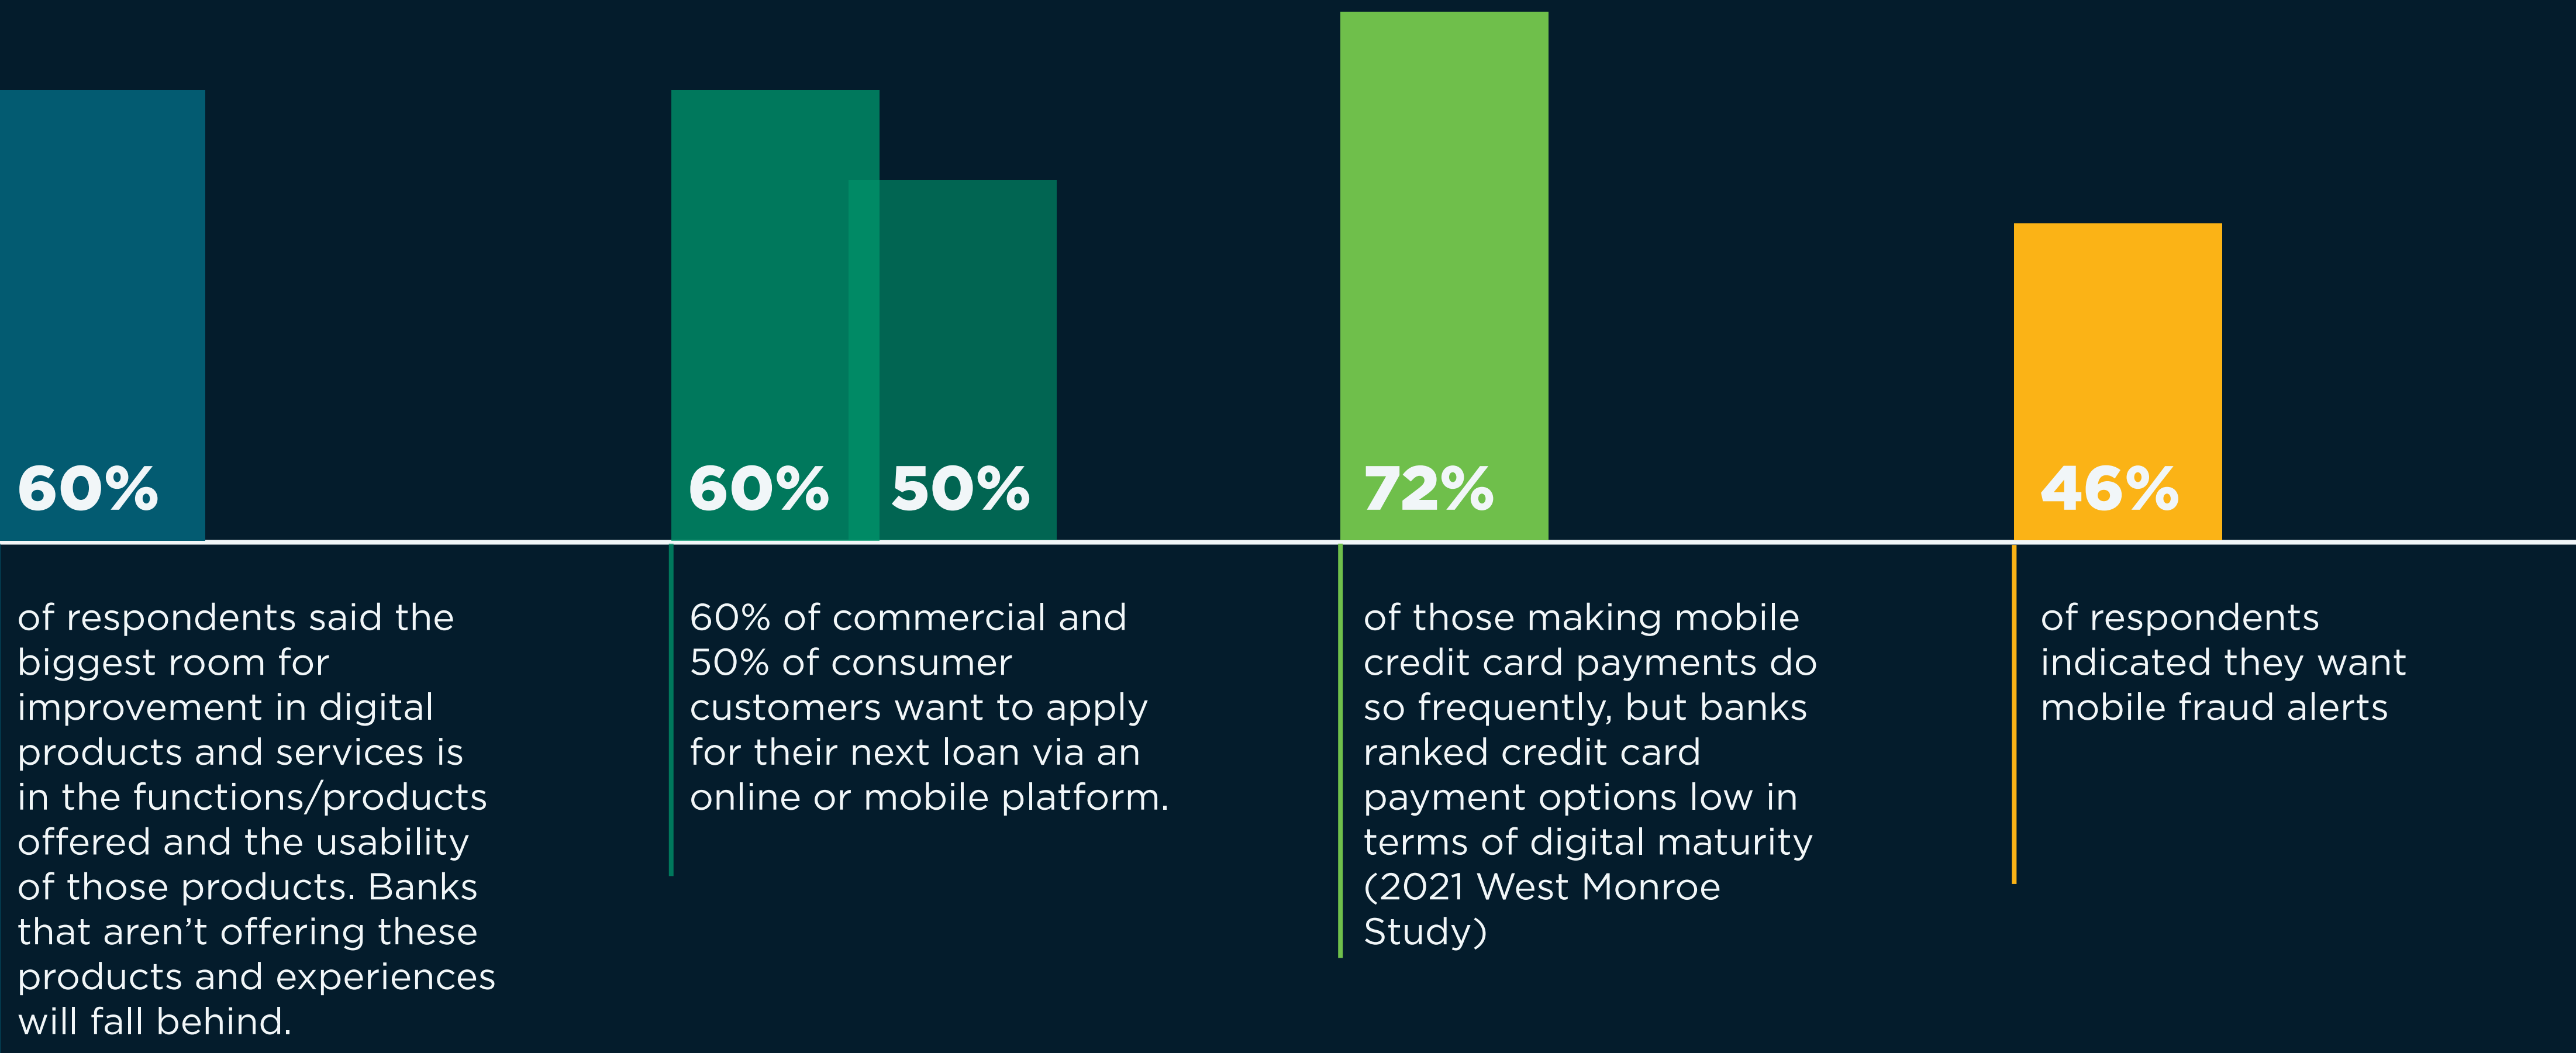 60%
of respondents said the
biggest room for
improvement in digital
products and services is
in the functions/products
offered and the usability
of those products. Banks
that aren’t offering these
products and experiences
will fall behind.
60% 50%
60% of commercial and
50% of consumer
customers want to apply
for their next loan via an
online or mobile platform.
72%
of those making mobile
credit card payments do
so frequently, but banks
ranked credit card
payment options low in
terms of digital maturity
(2021 West Monroe
Study)
46%
of respondents
indicated they want
mobile fraud alerts